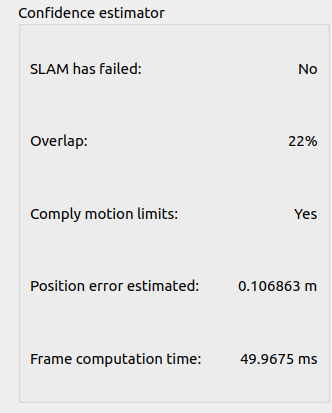 Confidence estimator
SLAM has failed: No
Overlap: 22%
Comply motion limits: Yes
Position error estimated: 0.106863 m
Frame computation time: 49.9675 ms